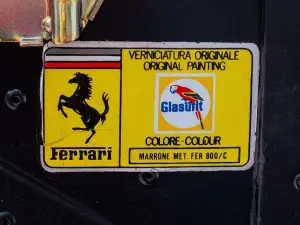 VERNICIATURA ORIGINALE
ORIGINAL PAINTING
Glasurit
COLORE-COLOUR
Ferrari
MARRONE MET. FER 800/C